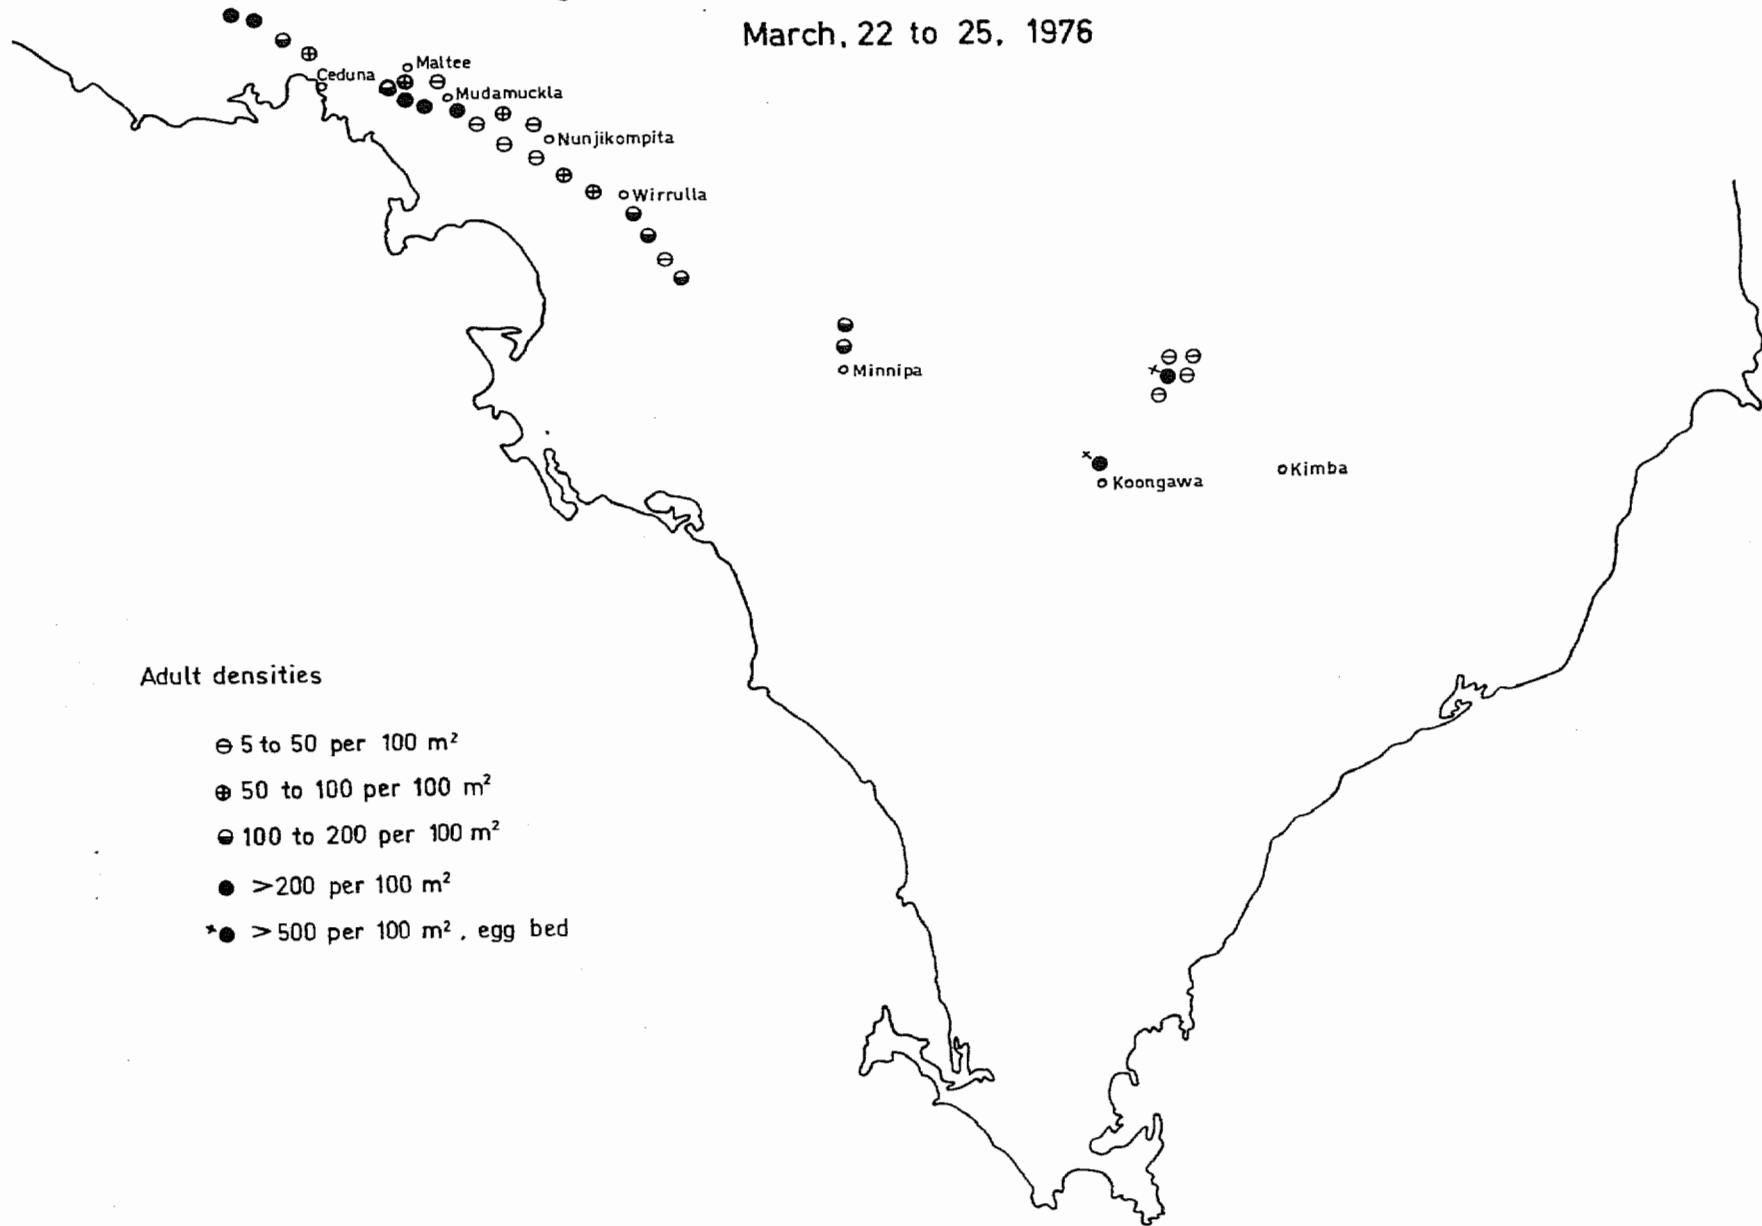 March, 22 to 25, 1976
Ceduna
Maltee
Mudamuckla
Nunjikompita
Wirrulla
Minnipa
Koongawa
Kimba
Adult densities
5 to 50 per 100 m²
50 to 100 per 100 m²
100 to 200 per 100 m²
>200 per 100 m²
>500 per 100 m², egg bed